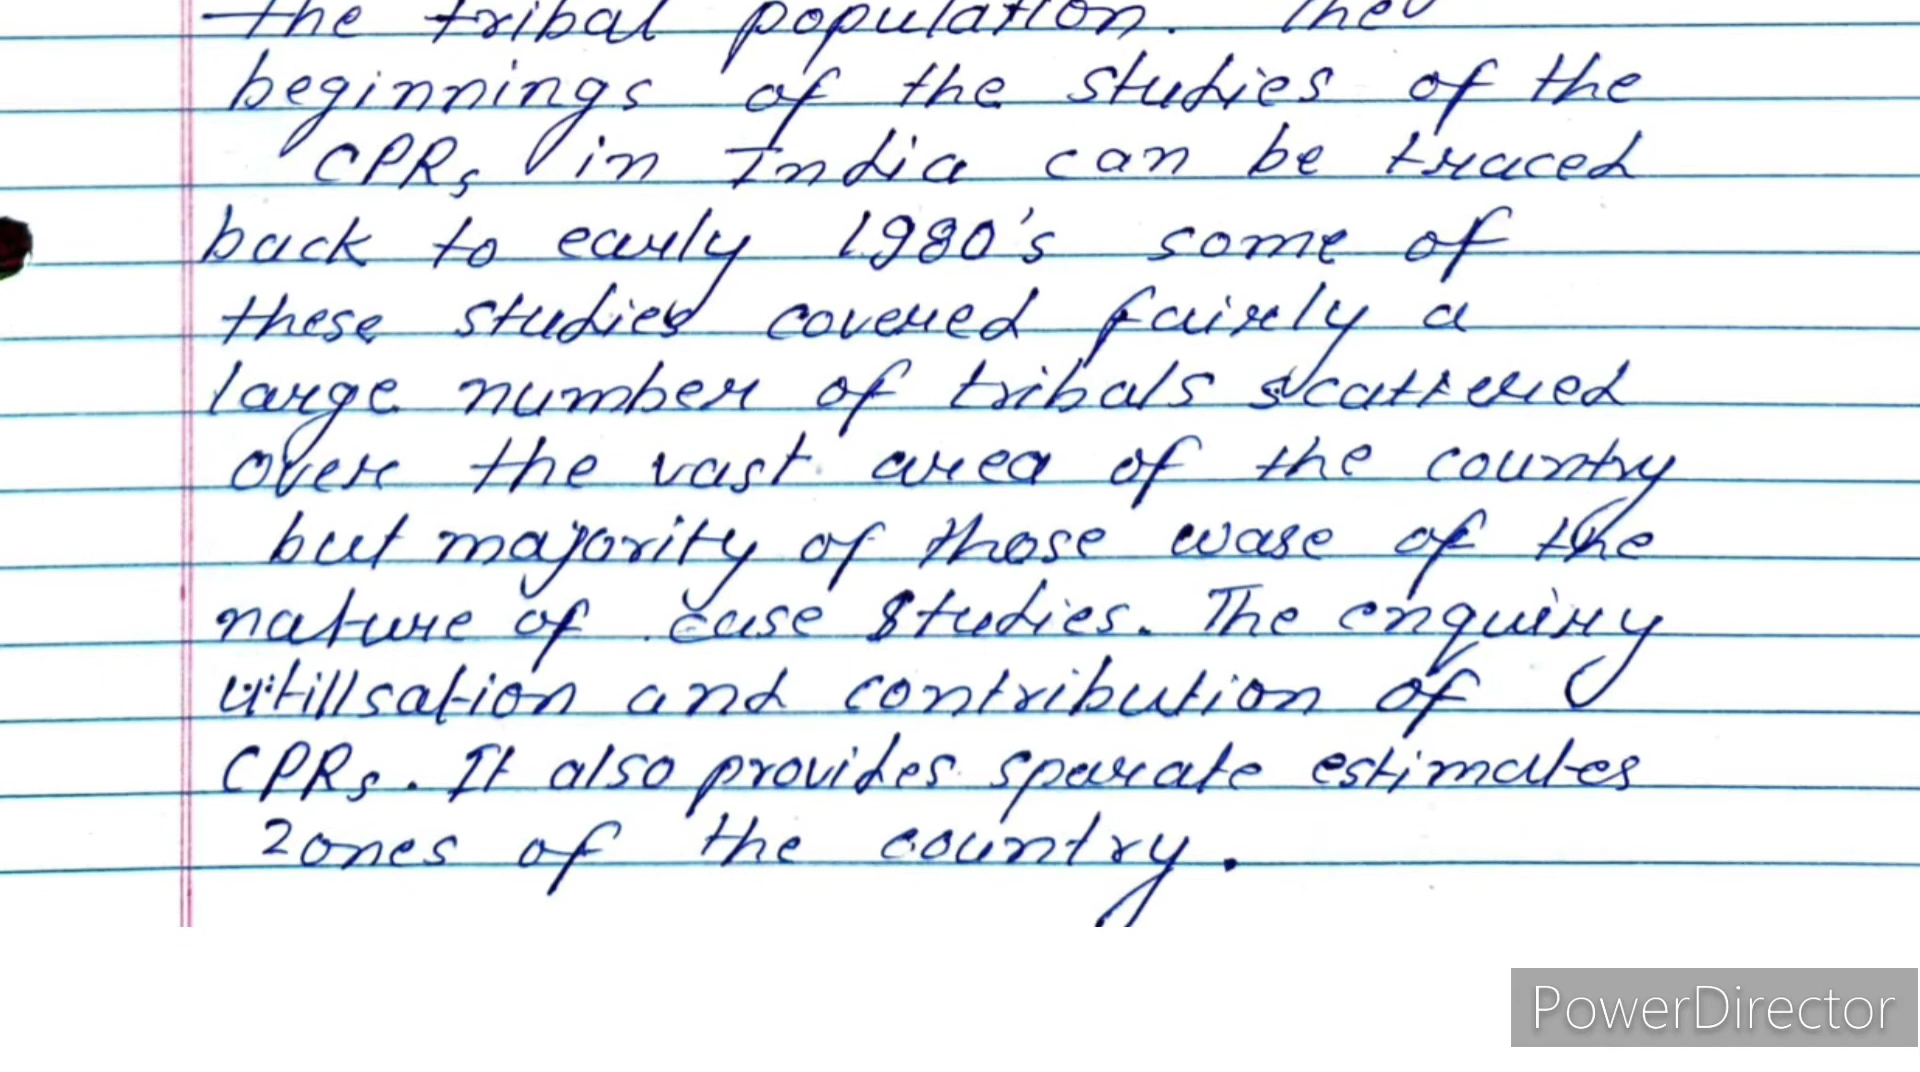 the tribal population. The
beginnings of the studies of the
CPRs in India can be traced
back to early 1980's some of
these studies covered fairly a
large number of tribals scattered
over the vast area of the country
but majority of those wase of the
nature of case studies. The enquiry
utillsation and contribution of
CPRs. It also provides sparate estimates
zones of the country.
PowerDirector